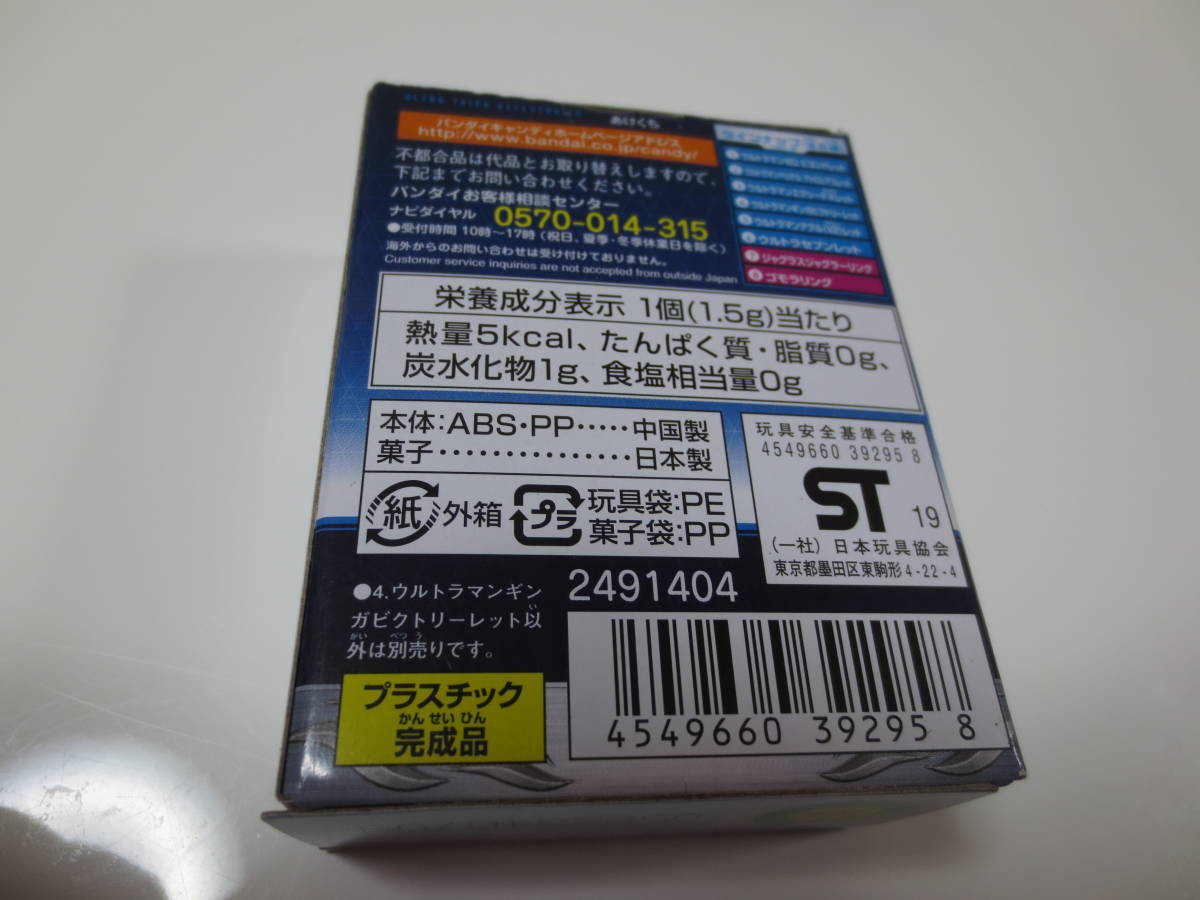 あけくち
バンダイキャンディホームページアドレス
http://www.bandai.co.jp/candy/
不都合品は代品とお取り替えしますので、
下記までお問い合わせください。
バンダイお客様相談センター
ナビダイヤル 0570-014-315
●受付時間 10時〜17時 (祝日、夏季・冬季休業日を除く)
海外からのお問い合わせは受け付けておりません。
Customer service inquiries are not accepted from outside Japan
6 ウルトラセブンレット
7 ジャグラスジャグラーリング
8 ゴモラリング
栄養成分表示 1個(1.5g)当たり
熱量5kcal、たんぱく質・脂質0g、
炭水化物1g、食塩相当量0g
本体:ABS・PP・・・・・中国製
菓子・・・・・・・・・・・・・・・日本製
紙 外箱
プラ 玩具袋:PE
菓子袋:PP
玩具安全基準合格
4549660 39295 8
ST 19
(一社) 日本玩具協会
東京都墨田区東駒形4-22-4
●4.ウルトラマンギン
ガビクトリーレット以
外は別売りです。
2491404
プラスチック
かんせいひん
完成品
4549660 39295 8